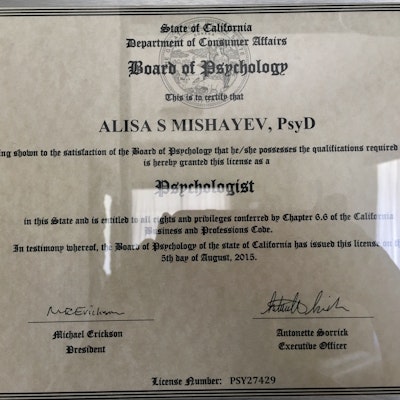 State of California
Department of Consumer Affairs
Board of Psychology
This is to certify that
ALISA S MISHAYEV, PsyD
ing shown to the satisfaction of the Board of Psychology that he/she possesses the qualifications required
is hereby granted this license as a
Psychologist
in this State and is entitled to all rights and privileges conferred by Chapter 6.6 of the California
Business and Professions Code.
In testimony whereof, the Board of Psychology of the state of California has issued this license on the
5th day of August, 2015.
Michael Erickson
President
Antonette Sorrick
Executive Officer
License Number: PSY27429